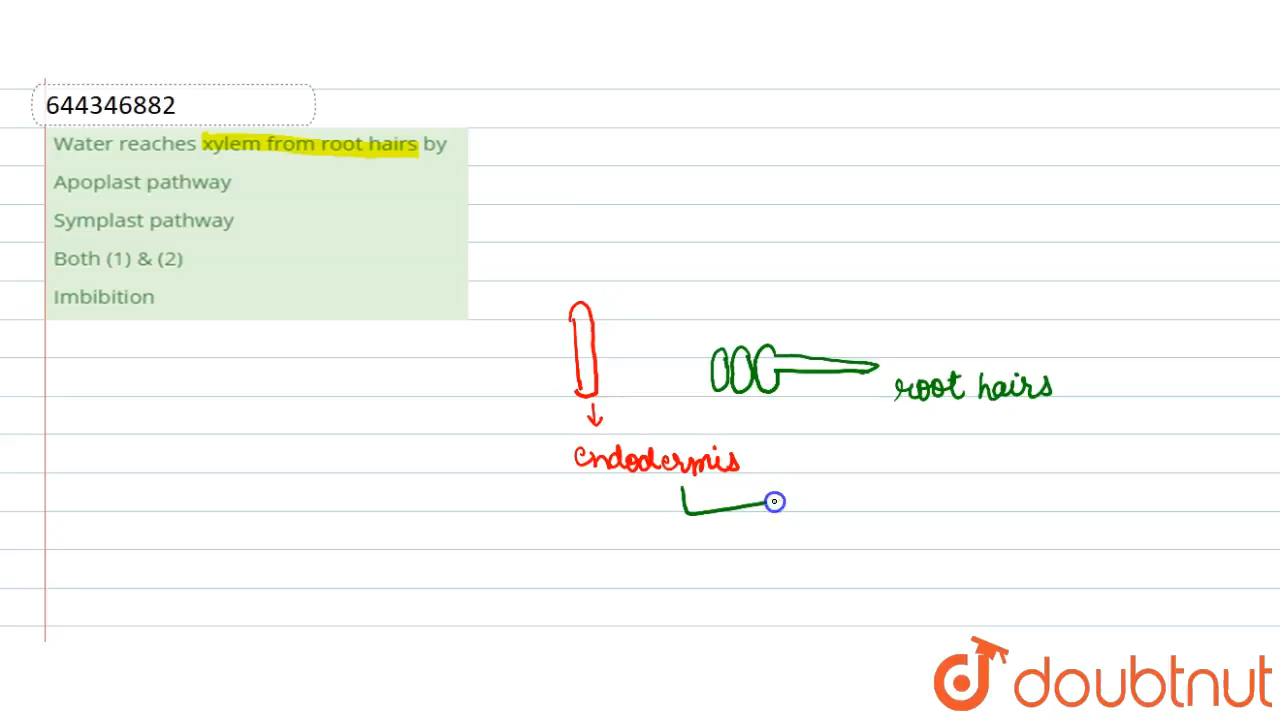 644346882
Water reaches xylem from root hairs by
Apoplast pathway
Symplast pathway
Both (1) & (2)
Imbibition
root hairs
endodermis
doubtnut